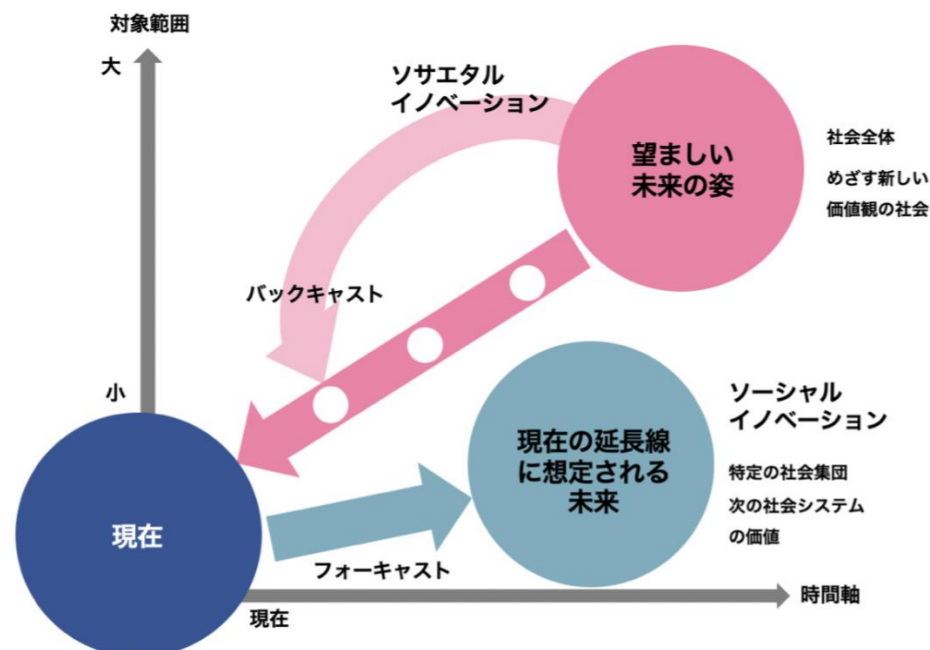 対象範囲
大
ソサエタル
イノベーション
望ましい
未来の姿
社会全体
めざす新しい
価値観の社会
バックキャスト
小
ソーシャル
イノベーション
現在の延長線
に想定される
未来
特定の社会集団
次の社会システム
の価値
現在
フォーキャスト
現在
時間軸